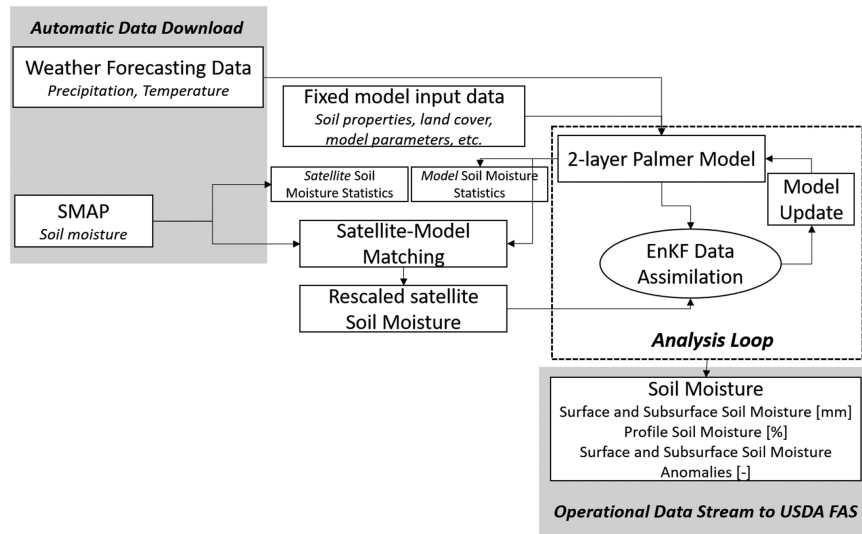 Automatic Data Download
Weather Forecasting Data
Precipitation, Temperature
Fixed model input data
Soil properties, land cover,
model parameters, etc.
2-layer Palmer Model
Satellite Soil
Moisture Statistics
Model Soil Moisture
Statistics
Model
Update
SMAP
Soil moisture
Satellite-Model
Matching
EnKF Data
Assimilation
Rescaled satellite
Soil Moisture
Analysis Loop
Soil Moisture
Surface and Subsurface Soil Moisture [mm]
Profile Soil Moisture [%]
Surface and Subsurface Soil Moisture
Anomalies [-]
Operational Data Stream to USDA FAS